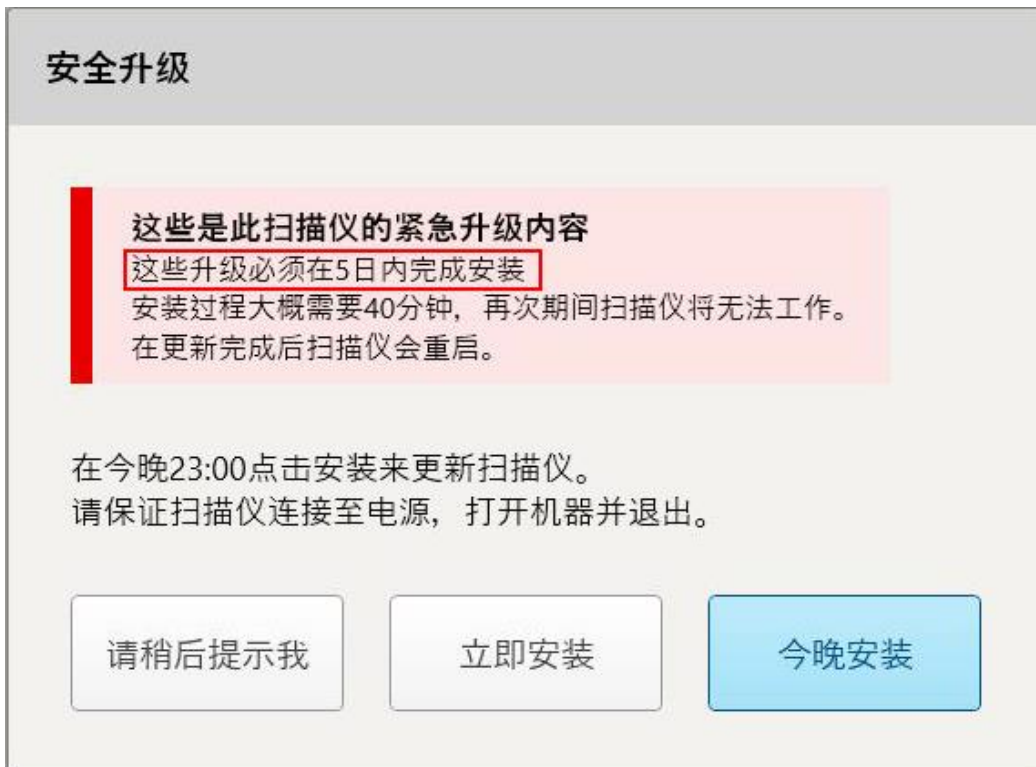 安全升级
这些是此扫描仪的紧急升级内容
这些升级必须在5日内完成安装
安装过程大概需要40分钟，再次期间扫描仪将无法工作。
在更新完成后扫描仪会重启。
在今晚23:00点击安装来更新扫描仪。
请保证扫描仪连接至电源，打开机器并退出。
请稍后提示我
立即安装
今晚安装